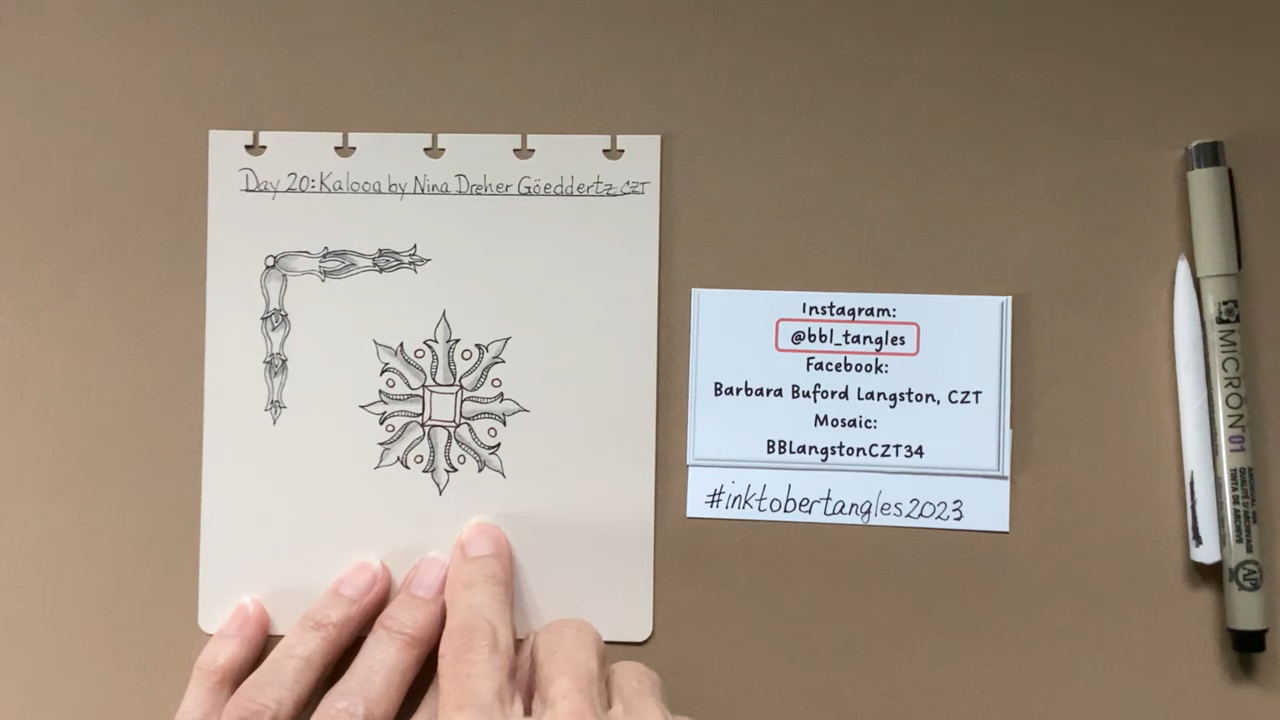 Day 20: Kalooa by Nina Dreher Göeddertz CZT
Instagram:
@bbl_tangles
Facebook:
Barbara Buford Langston, CZT
Mosaic:
BBLangstonCZT34
#inktobertangles2023
MICRON 01
AP